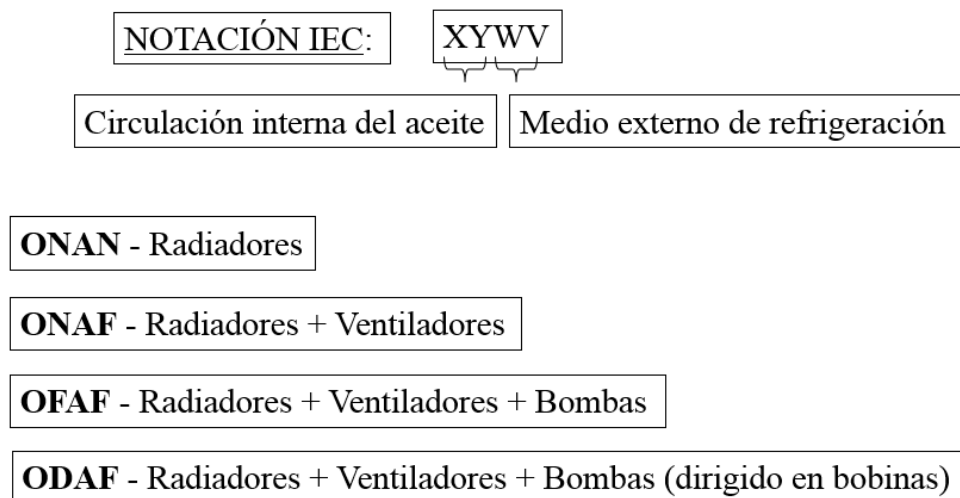 NOTACIÓN IEC: XYWV
Circulación interna del aceite Medio externo de refrigeración
ONAN - Radiadores
ONAF - Radiadores + Ventiladores
OFAF - Radiadores + Ventiladores + Bombas
ODAF - Radiadores + Ventiladores + Bombas (dirigido en bobinas)